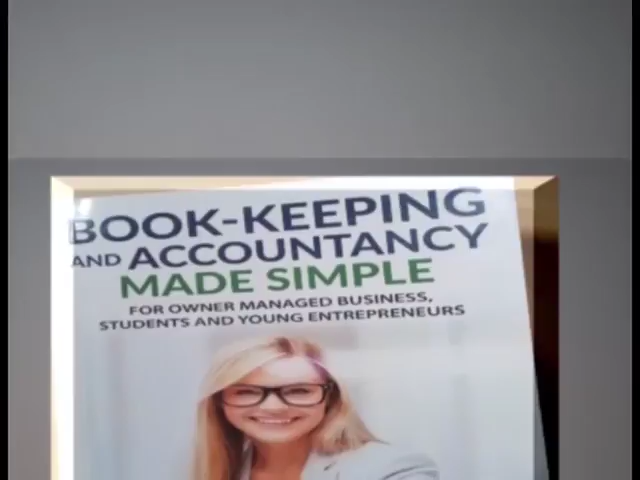 BOOK-KEEPING
AND ACCOUNTANCY
MADE SIMPLE
FOR OWNER MANAGED BUSINESS,
STUDENTS AND YOUNG ENTREPRENEURS